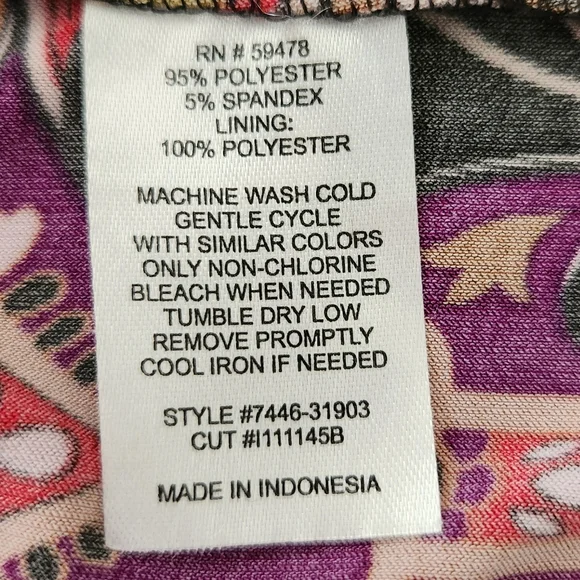 RN # 59478
95% POLYESTER
5% SPANDEX
LINING:
100% POLYESTER
MACHINE WASH COLD
GENTLE CYCLE
WITH SIMILAR COLORS
ONLY NON-CHLORINE
BLEACH WHEN NEEDED
TUMBLE DRY LOW
REMOVE PROMPTLY
COOL IRON IF NEEDED
STYLE #7446-31903
CUT #I111145B
MADE IN INDONESIA